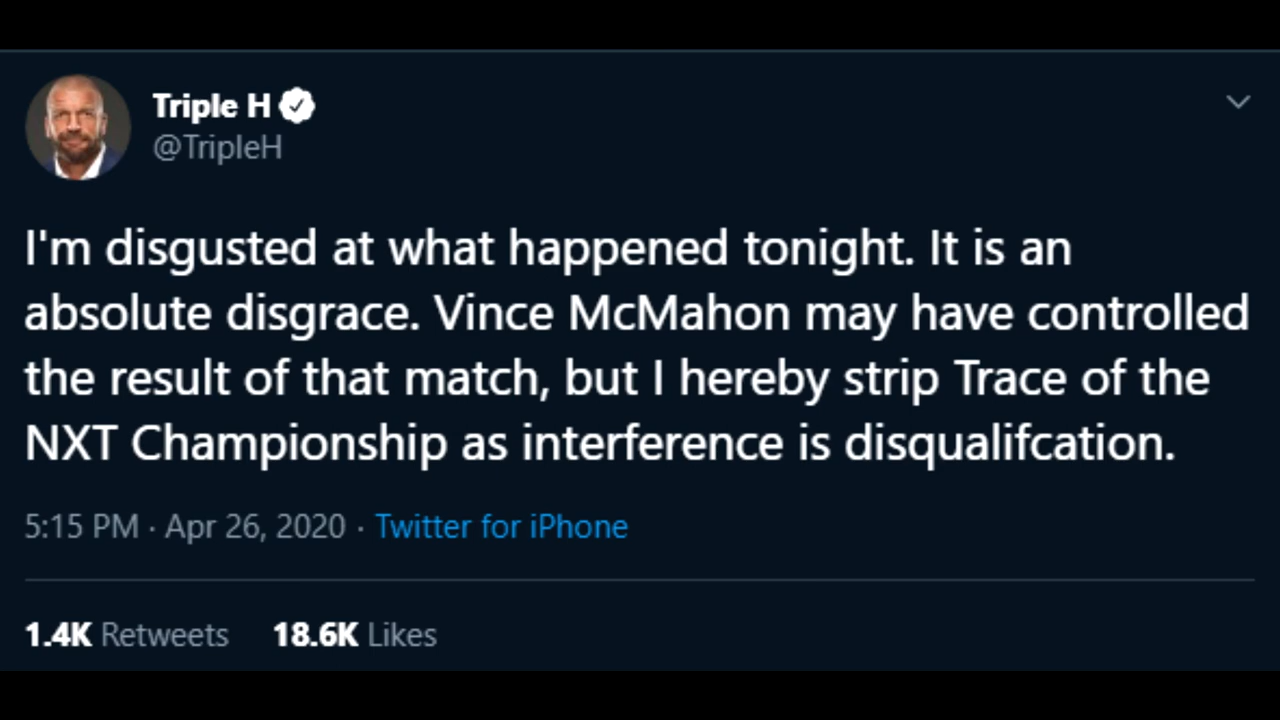 Triple H
@TripleH
I'm disgusted at what happened tonight. It is an
absolute disgrace. Vince McMahon may have controlled
the result of that match, but I hereby strip Trace of the
NXT Championship as interference is disqualifcation.
5:15 PM · Apr 26, 2020 · Twitter for iPhone
1.4K Retweets 18.6K Likes